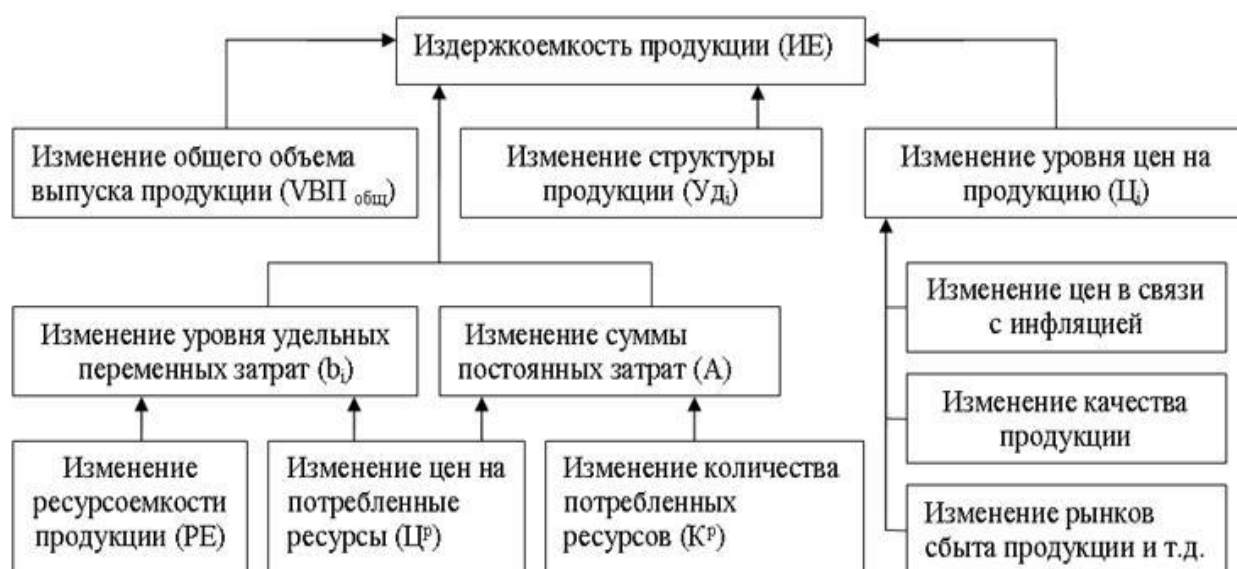 Издержкоемкость продукции (ИЕ)
Изменение общего объема
выпуска продукции (VВП общ)
Изменение структуры
продукции (Удi)
Изменение уровня цен на
продукцию (Цi)
Изменение уровня удельных
переменных затрат (bi)
Изменение суммы
постоянных затрат (А)
Изменение
ресурсоемкости
продукции (РЕ)
Изменение цен на
потребленные
ресурсы (Цᵖ)
Изменение количества
потребленных
ресурсов (Кᵖ)
Изменение цен в связи
с инфляцией
Изменение качества
продукции
Изменение рынков
сбыта продукции и т.д.